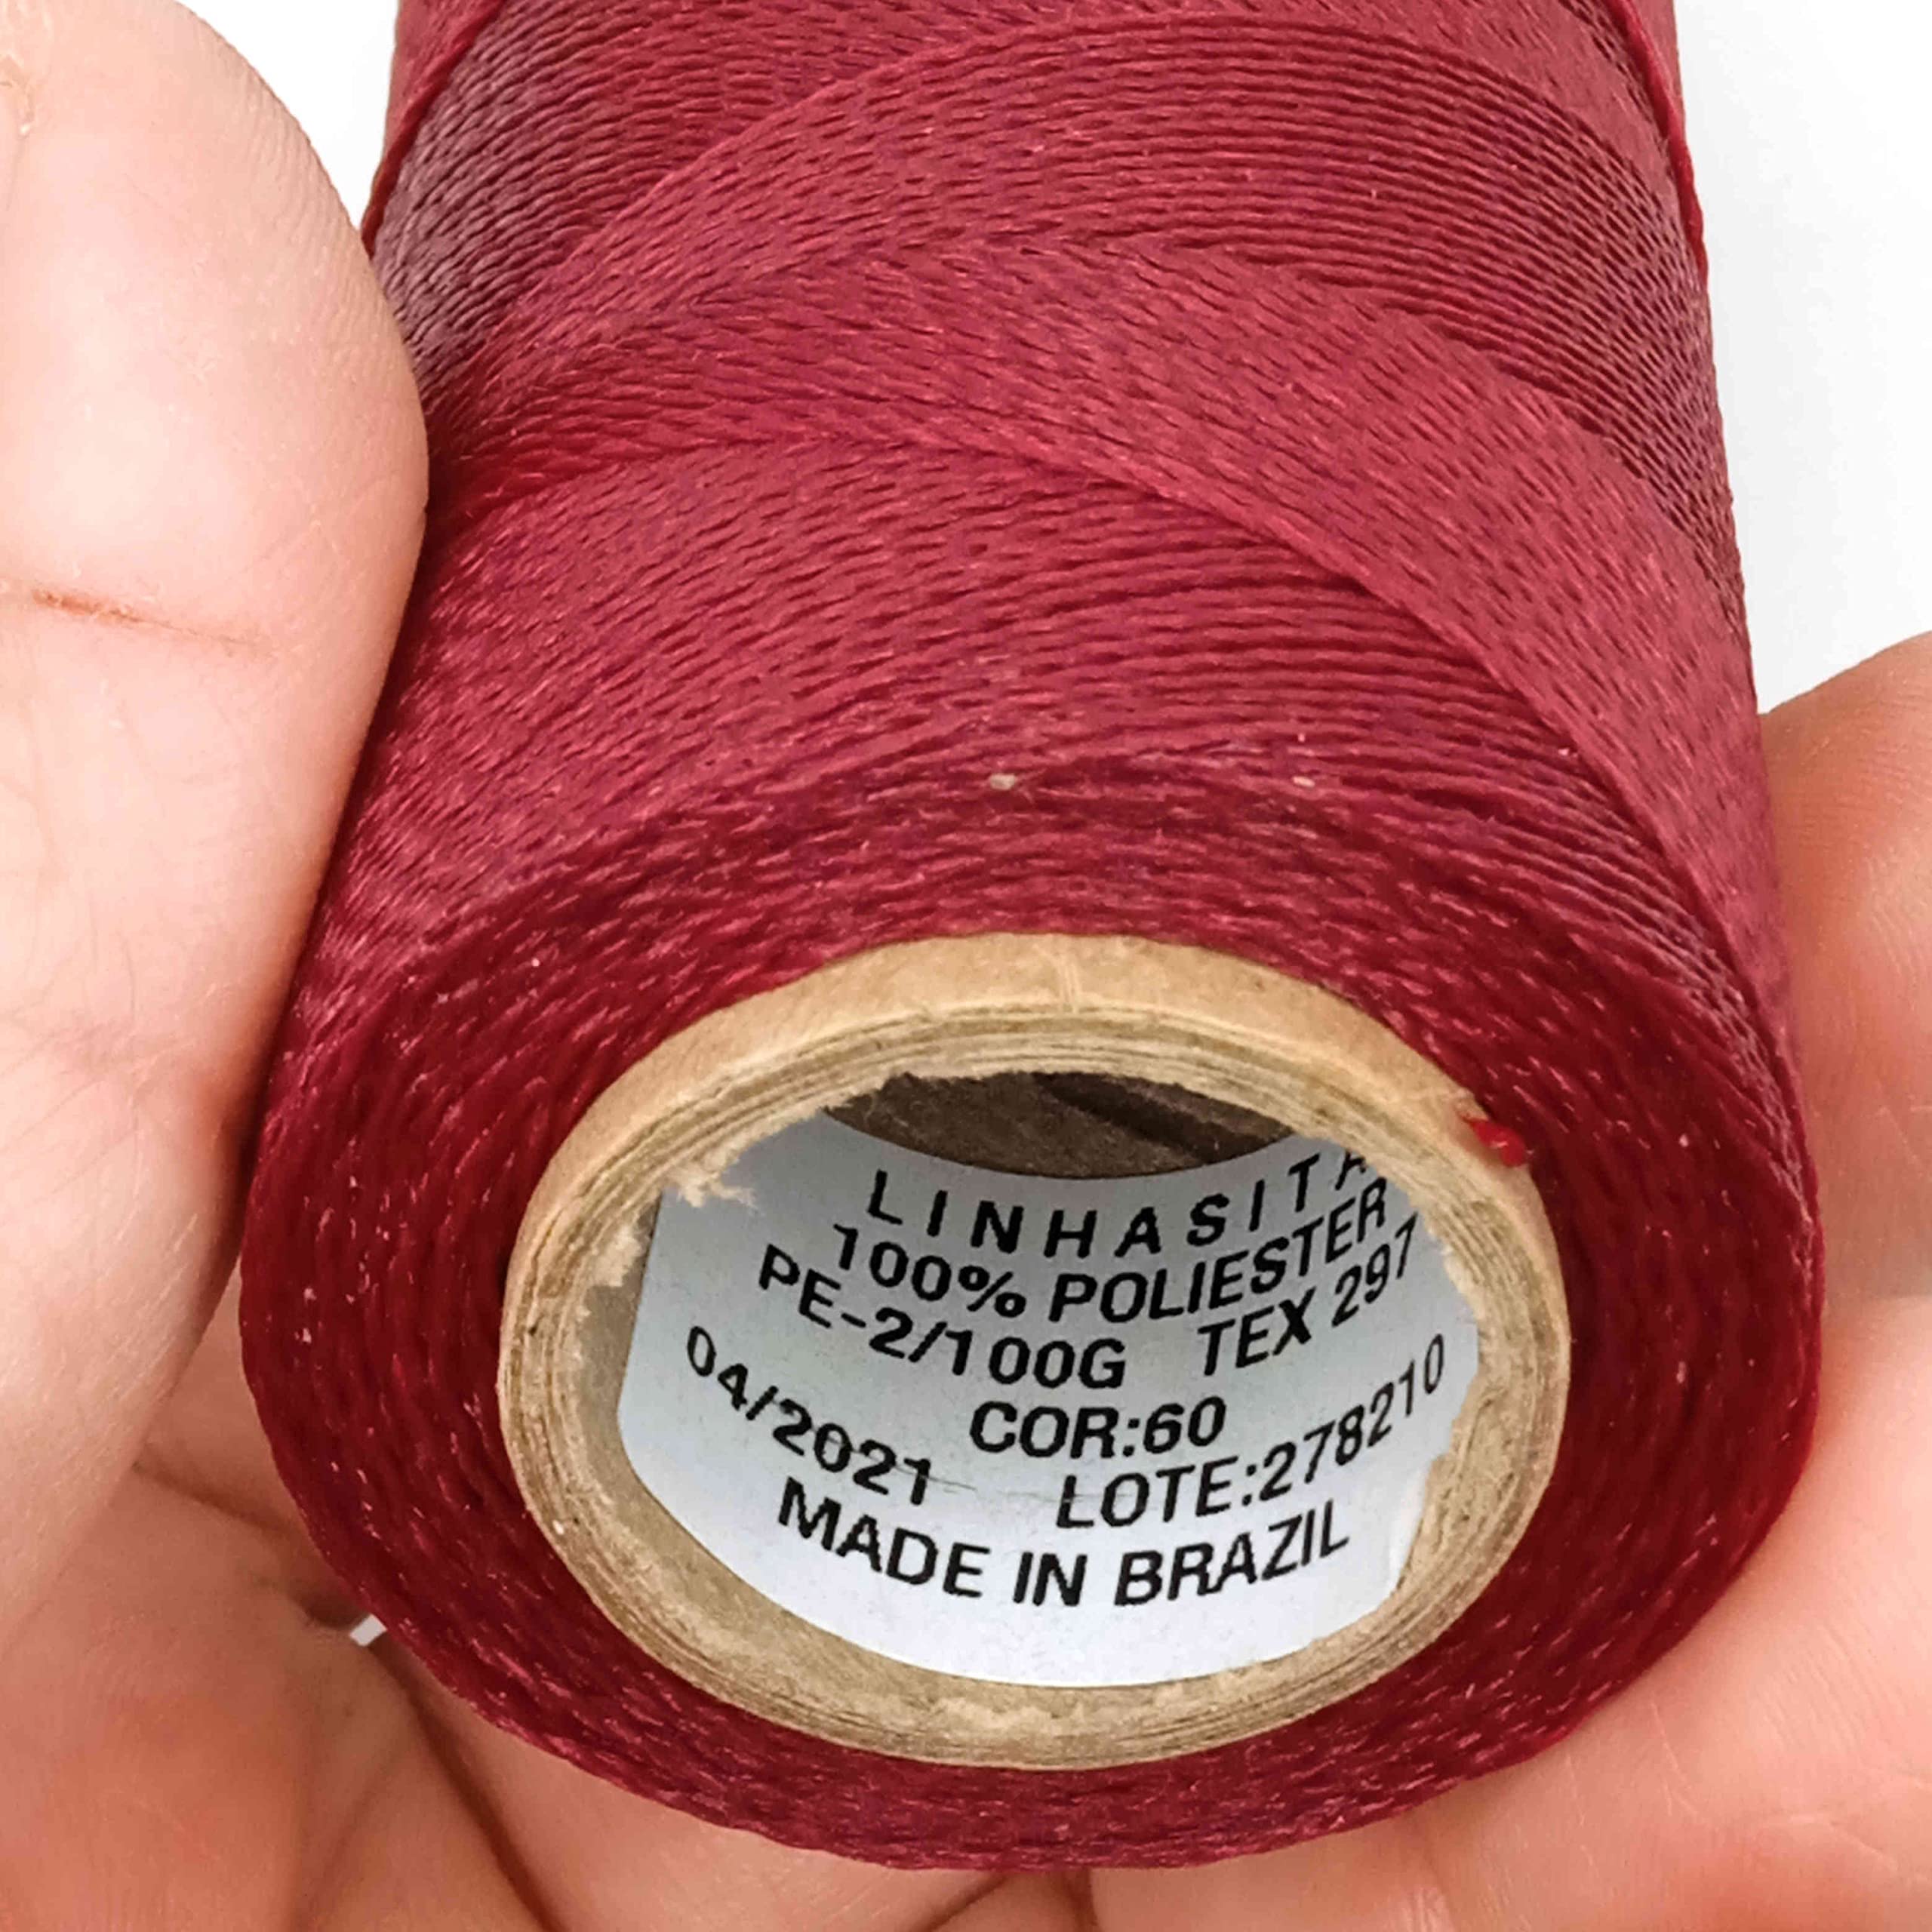 LINHASITA
100% POLIESTER
PE-2/100G TEX 297
COR:60
04/2021 LOTE:278210
MADE IN BRAZIL